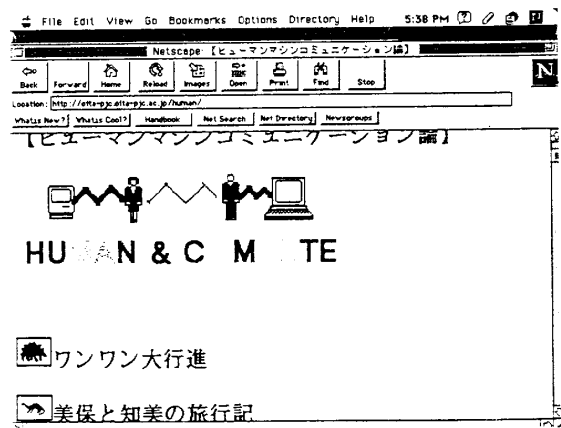 File Edit View Go Bookmarks Options Directory Help 5:38 PM
Netscape: 【ヒューマンマシンコミュニケーション論】
Back Forward Home Reload Images Open Print Find Stop
N
Location: http://oita-pjc.oita-pjc.ac.jp/human/
What's New? What's Cool? Handbook Net Search Net Directory Newsgroups
【ヒューマンマシンコミュニケーション論】
HUMAN & C M TE
ワンワン大行進
美保と知美の旅行記